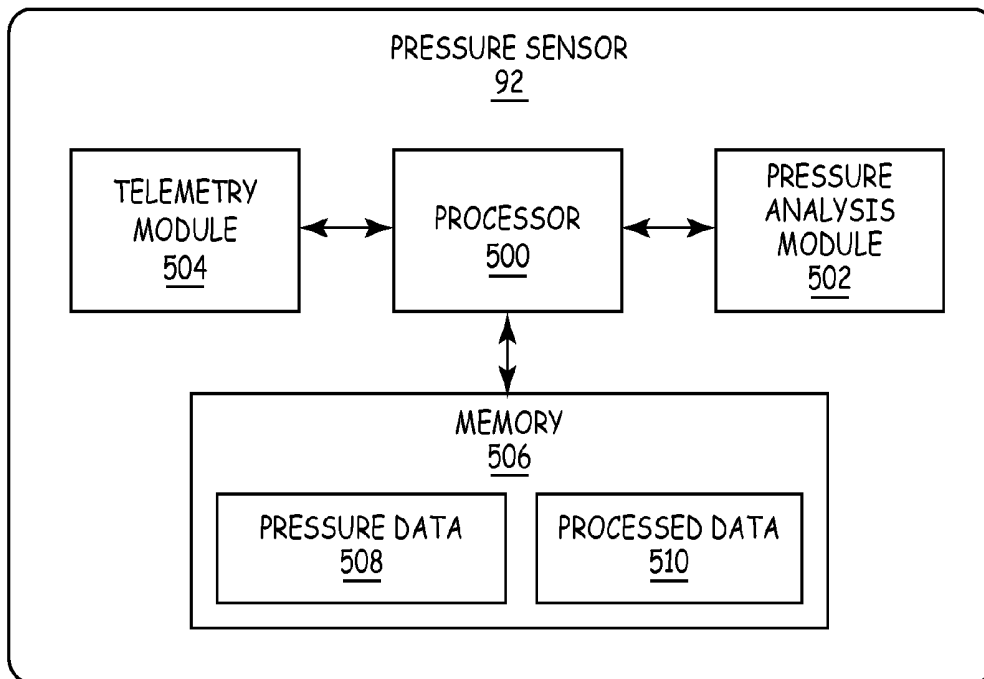 PRESSURE SENSOR
92
TELEMETRY
MODULE
504
PROCESSOR
500
PRESSURE
ANALYSIS
MODULE
502
MEMORY
506
PRESSURE DATA
508
PROCESSED DATA
510